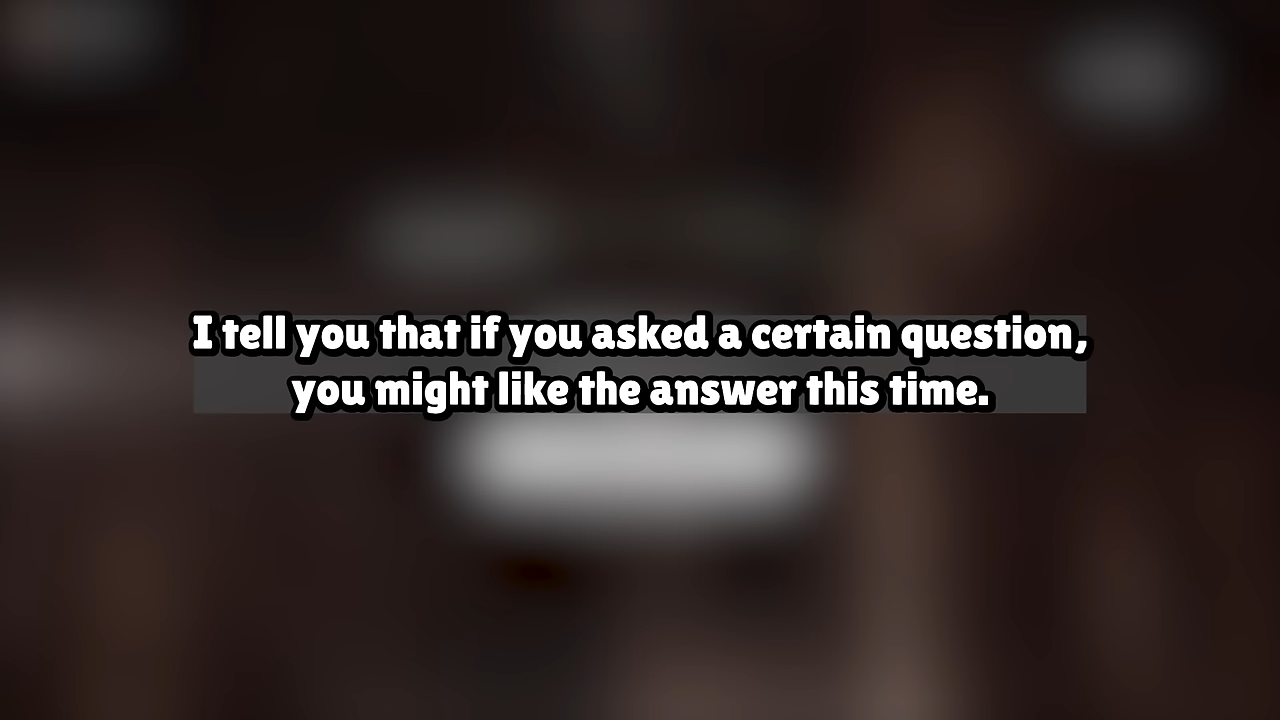 I tell you that if you asked a certain question,
you might like the answer this time.